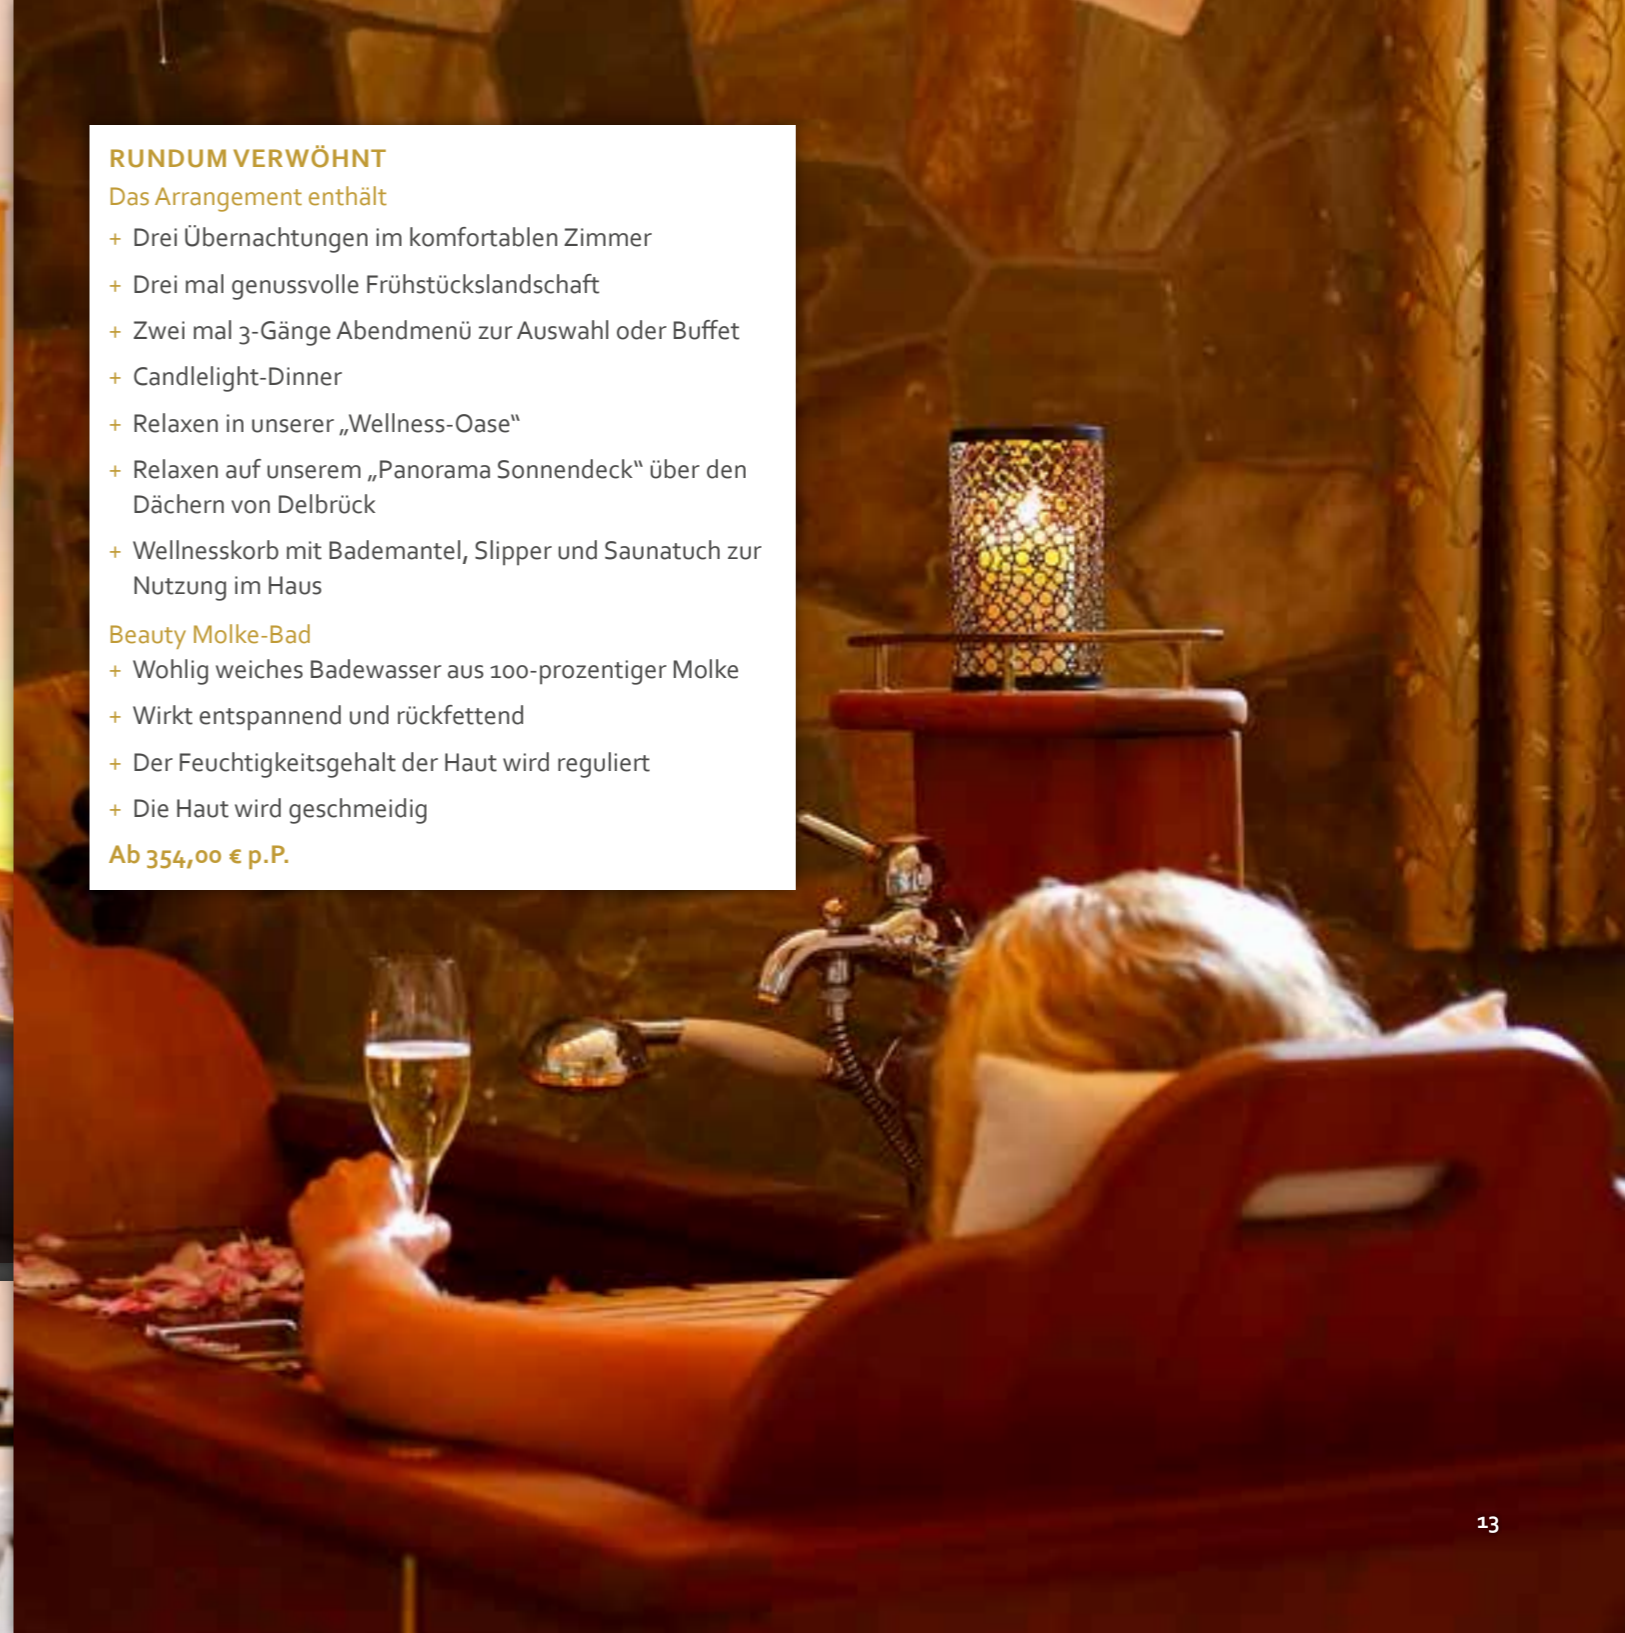 RUNDUM VERWÖHNT
Das Arrangement enthält
+ Drei Übernachtungen im komfortablen Zimmer
+ Drei mal genussvolle Frühstückslandschaft
+ Zwei mal 3-Gänge Abendmenü zur Auswahl oder Buffet
+ Candlelight-Dinner
+ Relaxen in unserer „Wellness-Oase“
+ Relaxen auf unserem „Panorama Sonnendeck“ über den
Dächern von Delbrück
+ Wellnesskorb mit Bademantel, Slipper und Saunatuch zur
Nutzung im Haus
Beauty Molke-Bad
+ Wohlig weiches Badewasser aus 100-prozentiger Molke
+ Wirkt entspannend und rückfettend
+ Der Feuchtigkeitsgehalt der Haut wird reguliert
+ Die Haut wird geschmeidig
Ab 354,00 € p.P.
13